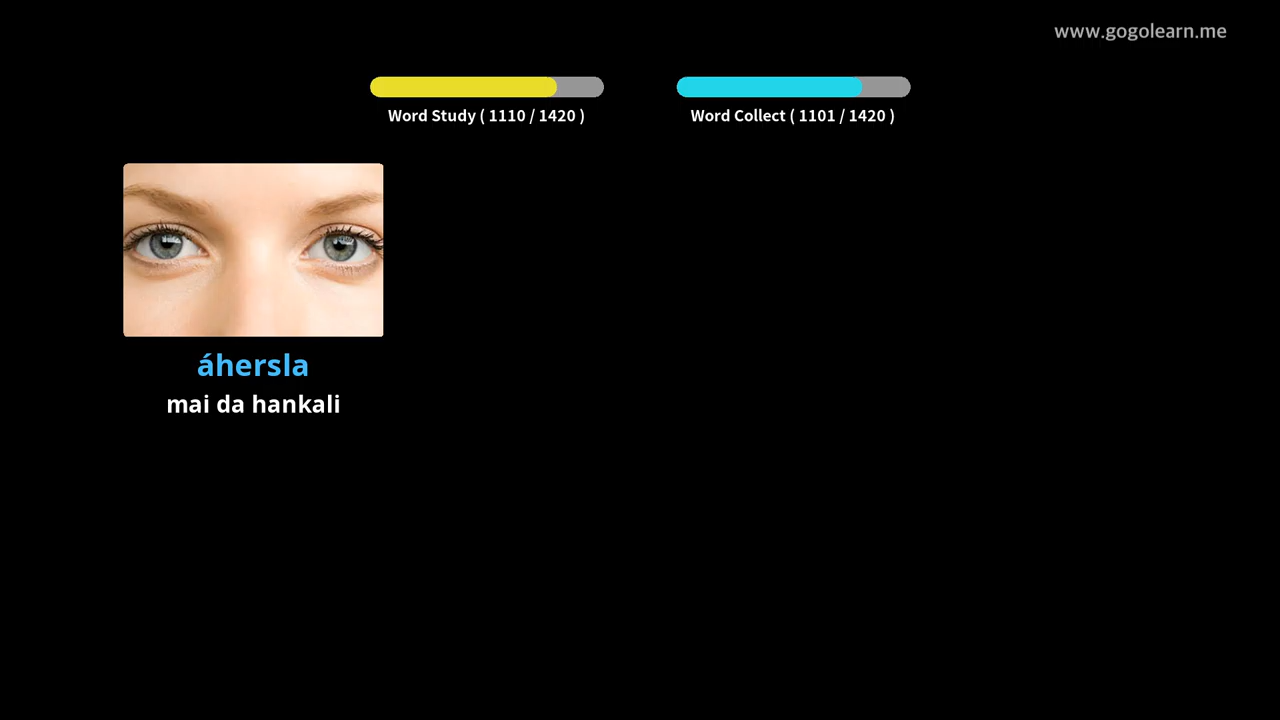 www.gogolearn.me
Word Study ( 1110 / 1420 )
Word Collect ( 1101 / 1420 )
áhersla
mai da hankali